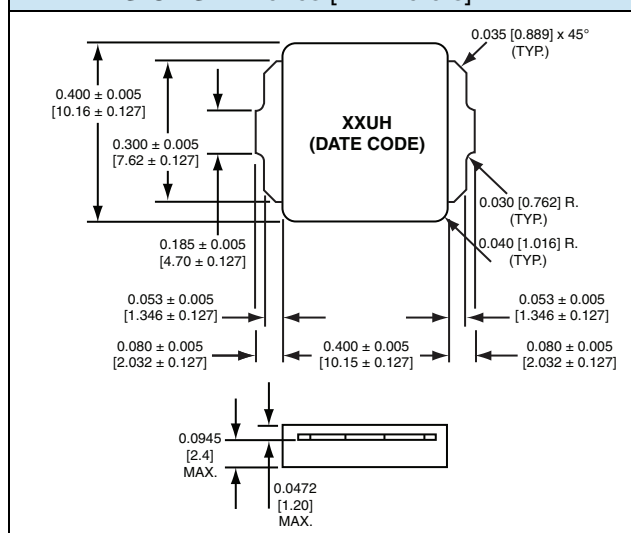 0.035 [0.889] x 45°
(TYP.)
0.400 ± 0.005
[10.16 ± 0.127]
0.300 ± 0.005
[7.62 ± 0.127]
XXUH
(DATE CODE)
0.030 [0.762] R.
(TYP.)
0.185 ± 0.005
[4.70 ± 0.127]
0.040 [1.016] R.
(TYP.)
0.053 ± 0.005
[1.346 ± 0.127]
0.053 ± 0.005
[1.346 ± 0.127]
0.080 ± 0.005
[2.032 ± 0.127]
0.400 ± 0.005
[10.15 ± 0.127]
0.080 ± 0.005
[2.032 ± 0.127]
0.0945
[2.4]
MAX.
0.0472
[1.20]
MAX.